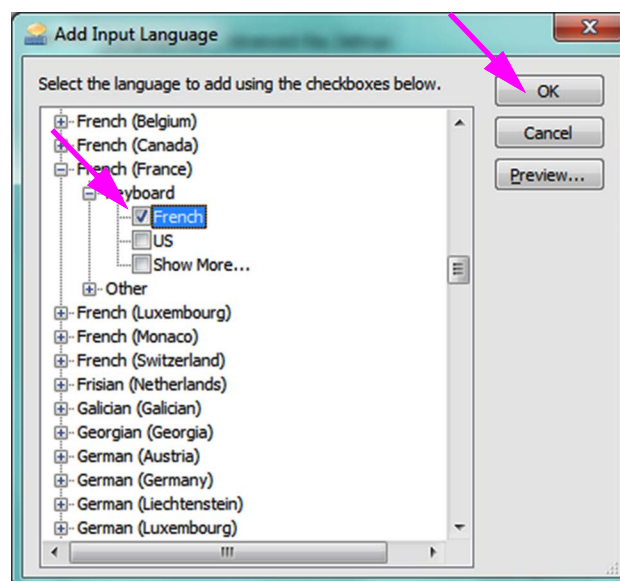 Add Input Language
Select the language to add using the checkboxes below.
French (Belgium)
French (Canada)
French (France)
Keyboard
French
US
Show More...
Other
French (Luxembourg)
French (Monaco)
French (Switzerland)
Frisian (Netherlands)
Galician (Galician)
Georgian (Georgia)
German (Austria)
German (Germany)
German (Liechtenstein)
German (Luxembourg)
OK
Cancel
Preview...